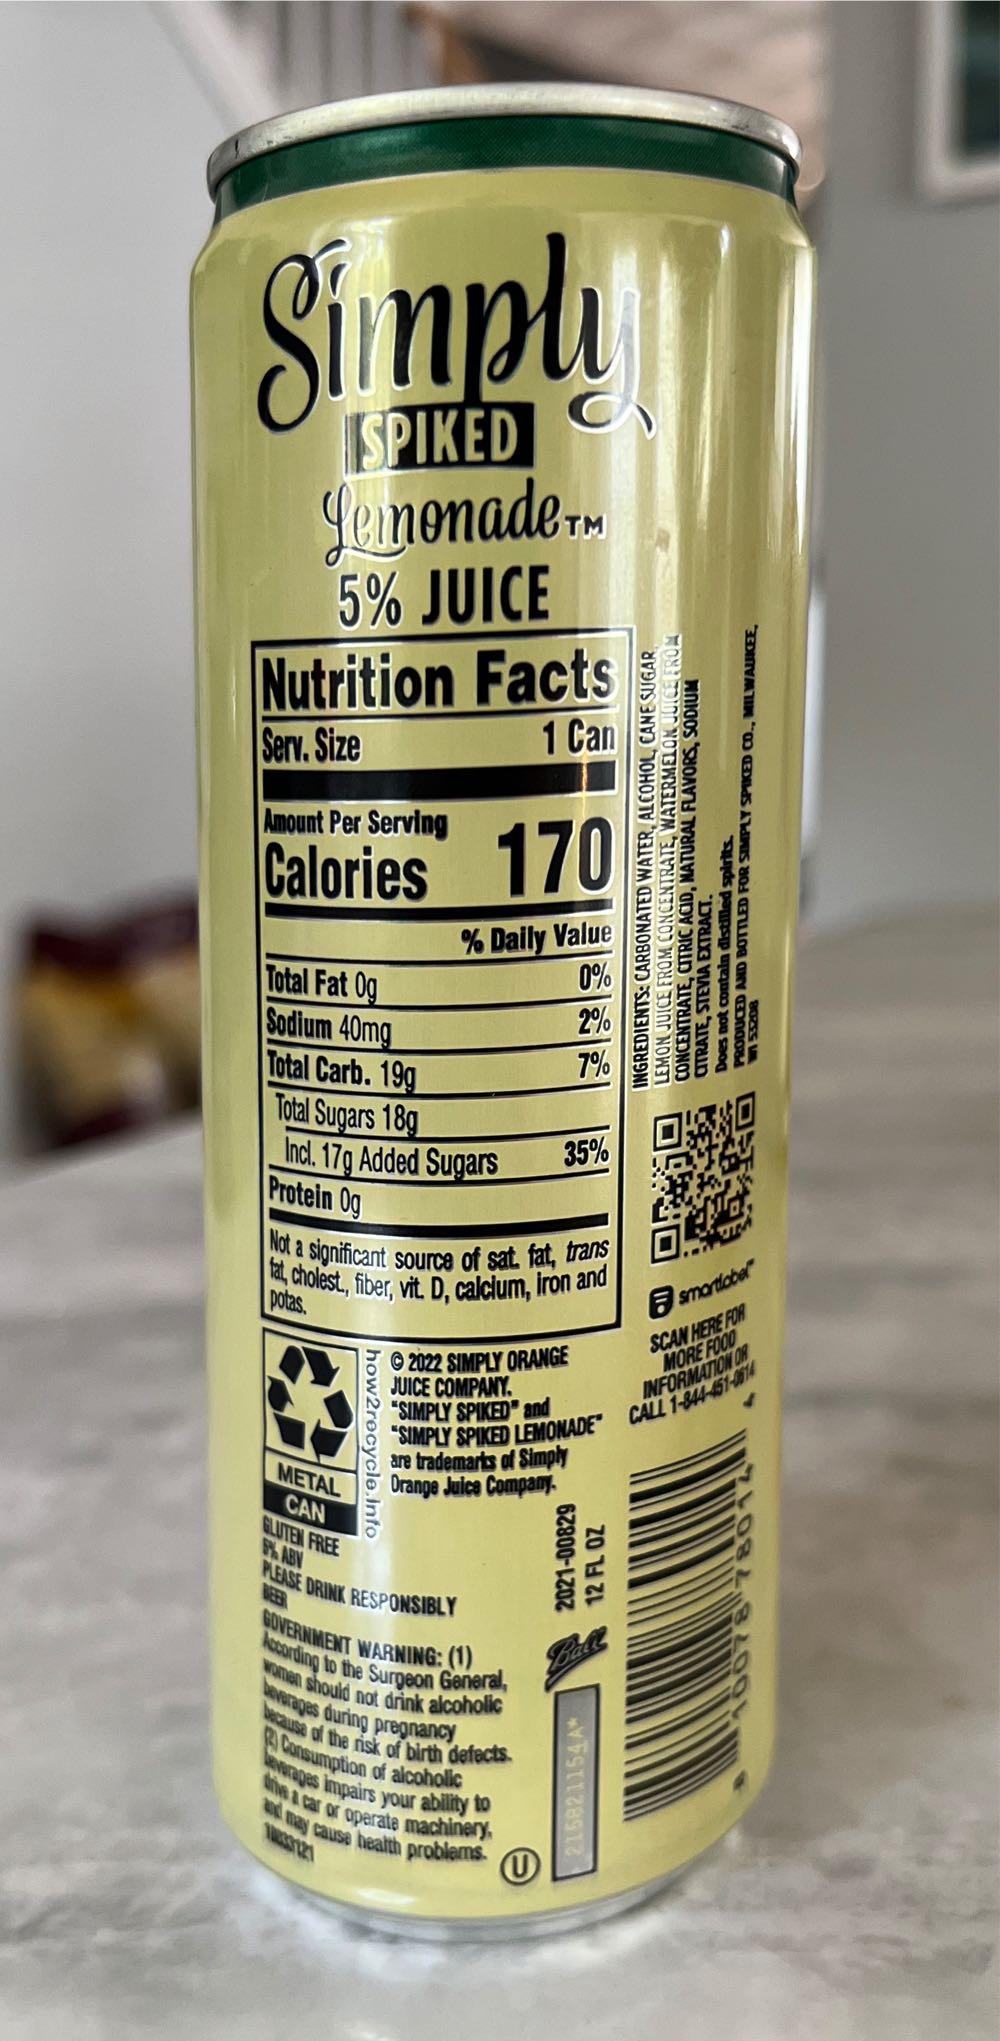 Simply
SPIKED
Lemonade™
5% JUICE
Nutrition Facts
Serv. Size 1 Can
Amount Per Serving
Calories 170
% Daily Value
Total Fat 0g 0%
Sodium 40mg 2%
Total Carb. 19g 7%
Total Sugars 18g
Incl. 17g Added Sugars 35%
Protein 0g
Not a significant source of sat. fat, trans
fat, cholest., fiber, vit. D, calcium, iron and
potas.
INGREDIENTS: CARBONATED WATER, ALCOHOL, CANE SUGAR,
LEMON JUICE FROM CONCENTRATE, WATERMELON JUICE FROM
CONCENTRATE, CITRIC ACID, NATURAL FLAVORS, SODIUM
CITRATE, STEVIA EXTRACT.
Does not contain distilled spirits.
PRODUCED AND BOTTLED FOR SIMPLY SPIKED CO., MILWAUKEE,
WI 53208
smartlabel™
SCAN HERE FOR
MORE FOOD
INFORMATION OR
CALL 1-844-451-0614
METAL
CAN
how2recycle.info
© 2022 SIMPLY ORANGE
JUICE COMPANY.
"SIMPLY SPIKED" and
"SIMPLY SPIKED LEMONADE"
are trademarks of Simply
Orange Juice Company.
GLUTEN FREE
5% ABV
PLEASE DRINK RESPONSIBLY
BEER
GOVERNMENT WARNING: (1)
According to the Surgeon General,
women should not drink alcoholic
beverages during pregnancy
because of the risk of birth defects.
(2) Consumption of alcoholic
beverages impairs your ability to
drive a car or operate machinery,
and may cause health problems.
10033121
2021-00829
12 FL OZ
Ball
215821154A*
U
8 10078 78014 4